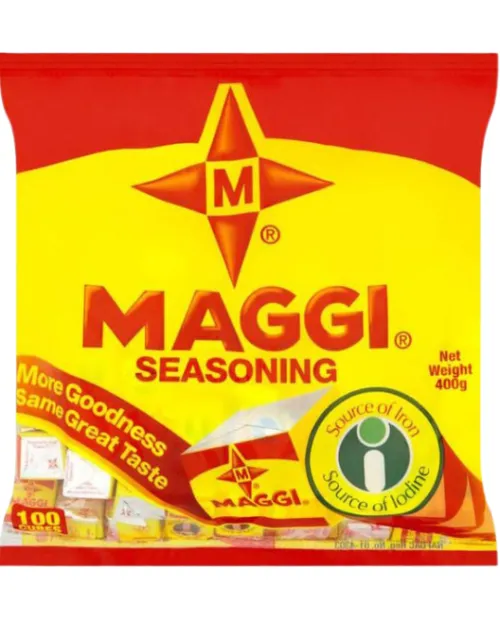 M
®
MAGGI®
SEASONING
Net
Weight
400g
More Goodness
Same Great Taste
Source of Iron
Source of Iodine
M
MAGGI
100
CUBES